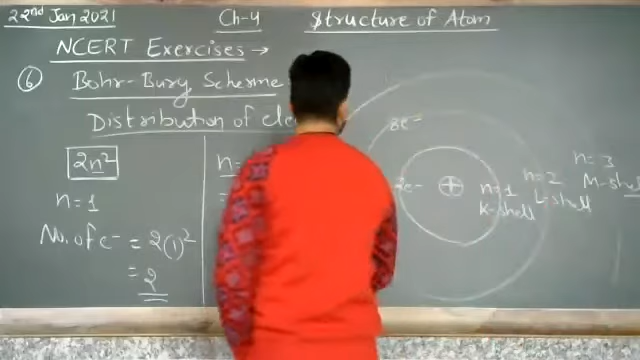 22nd Jan 2021
Ch-4
Structure of Atom
NCERT Exercises →
6
Bohr-Bury Scheme
Distribution of ele
2n²
n=1
No. of e⁻ = 2(1)²
= 2
n=
=
8e⁻
2e⁻
+
n=1
K-shell
n=2
L-shell
n=3
M-shell